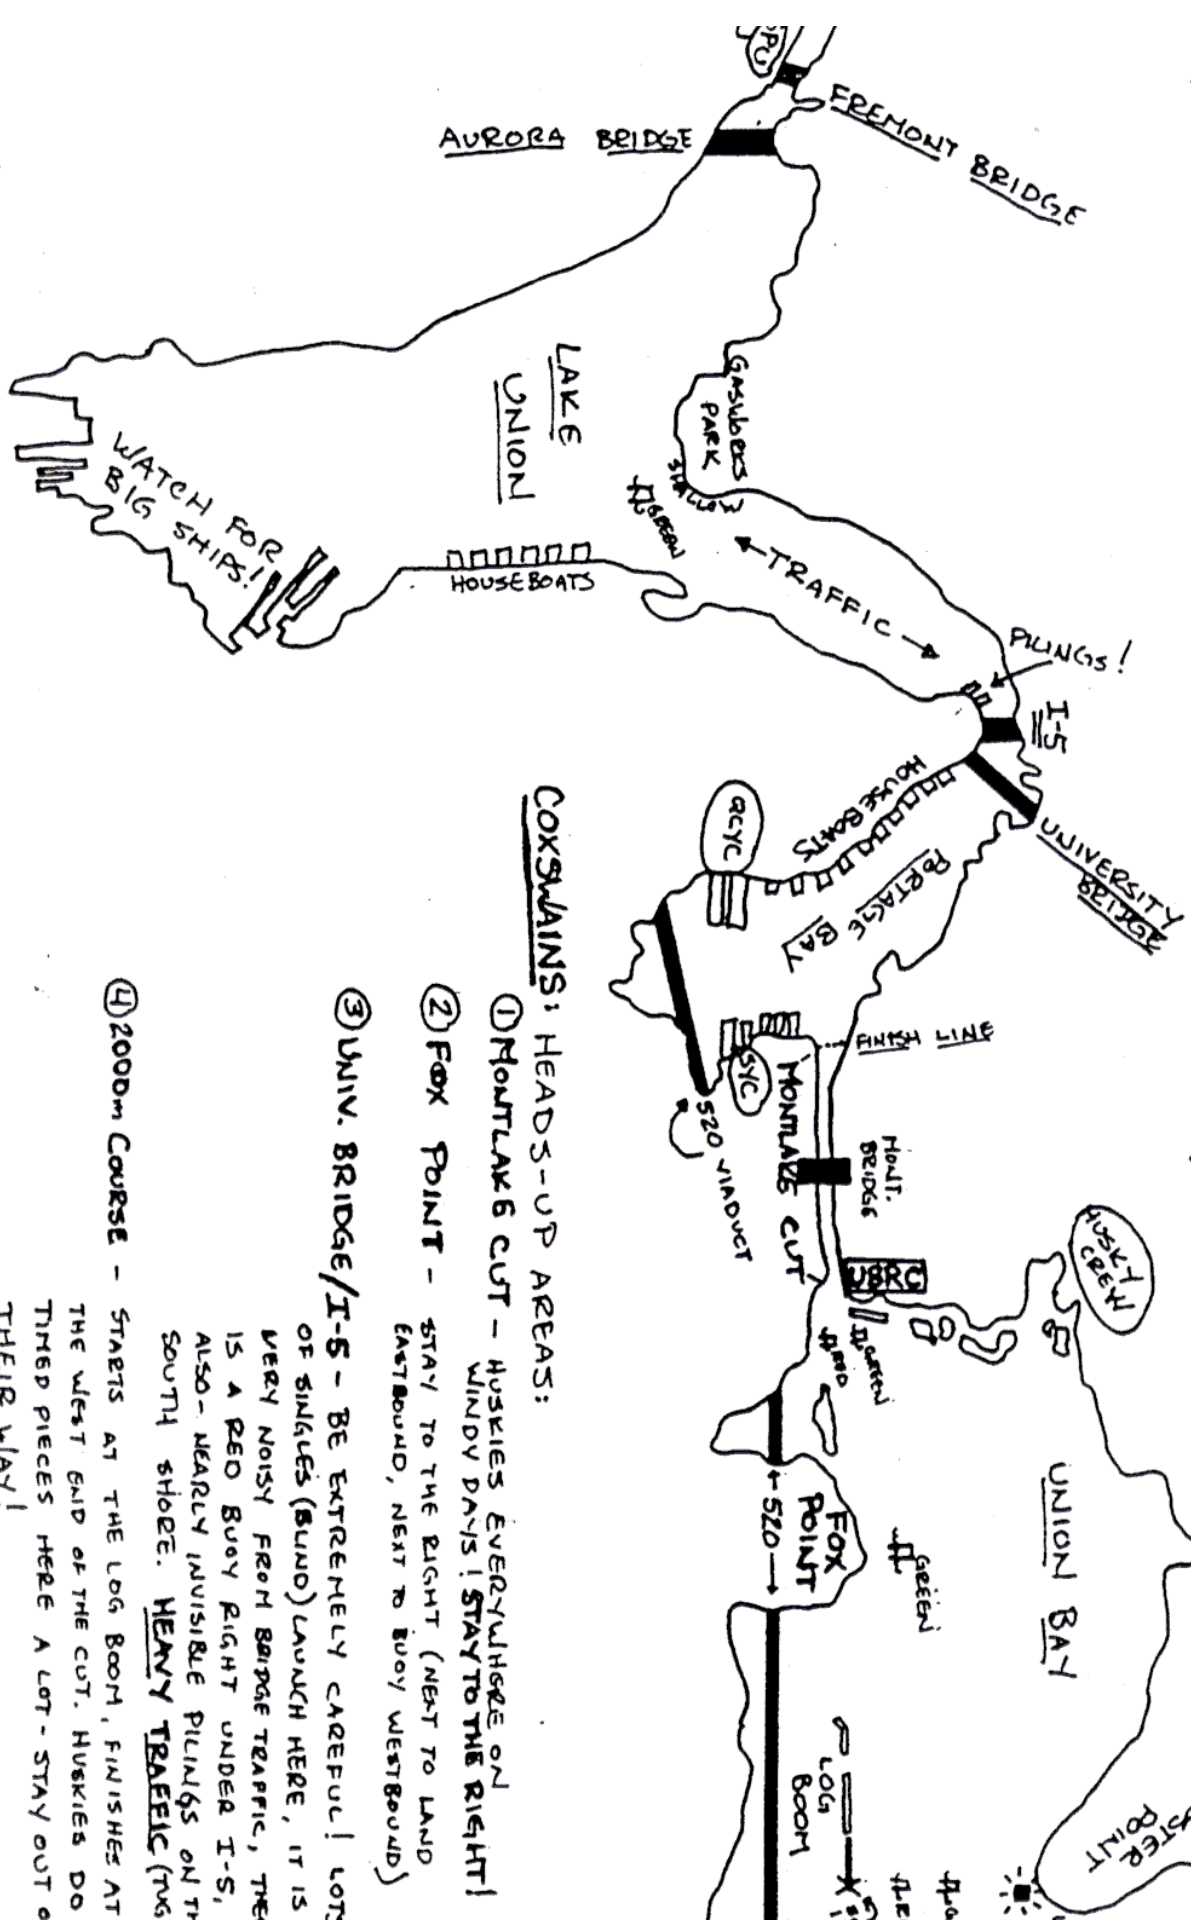 FREMONT BRIDGE
AURORA BRIDGE
LAKE
UNION
GASWORKS
PARK
SHALLOW
GREEN
← TRAFFIC →
WATCH FOR
BIG SHIPS!
HOUSEBOATS
PILINGS!
I-5
UNIVERSITY
BRIDGE
HOUSEBOATS
QCYC
PORTAGE
BAY
FINISH LINE
SYC
MONTLAKE CUT
520 VIADUCT
MONT.
BRIDGE
UBRC
HUSKY
CREW
RED
GREEN
UNION BAY
FOX
POINT
← 520 →
GREEN
LOG
BOOM
POINT
COXSWAINS: HEADS-UP AREAS:
① MONTLAKE CUT - HUSKIES EVERYWHERE ON
WINDY DAYS! STAY TO THE RIGHT!
② FOX POINT - STAY TO THE RIGHT (NEXT TO LAND
EASTBOUND, NEXT TO BUOY WESTBOUND)
③ UNIV. BRIDGE/I-5 - BE EXTREMELY CAREFUL! LOTS
OF SINGLES (BLIND) LAUNCH HERE, IT IS
VERY NOISY FROM BRIDGE TRAFFIC, THE
IS A RED BUOY RIGHT UNDER I-5,
ALSO - NEARLY INVISIBLE PILINGS ON TH
SOUTH SHORE. HEAVY TRAFFIC (TUG
④ 2000m COURSE - STARTS AT THE LOG BOOM, FINISHES AT
THE WEST END OF THE CUT. HUSKIES DO
TIMED PIECES HERE A LOT - STAY OUT O
THEIR WAY!